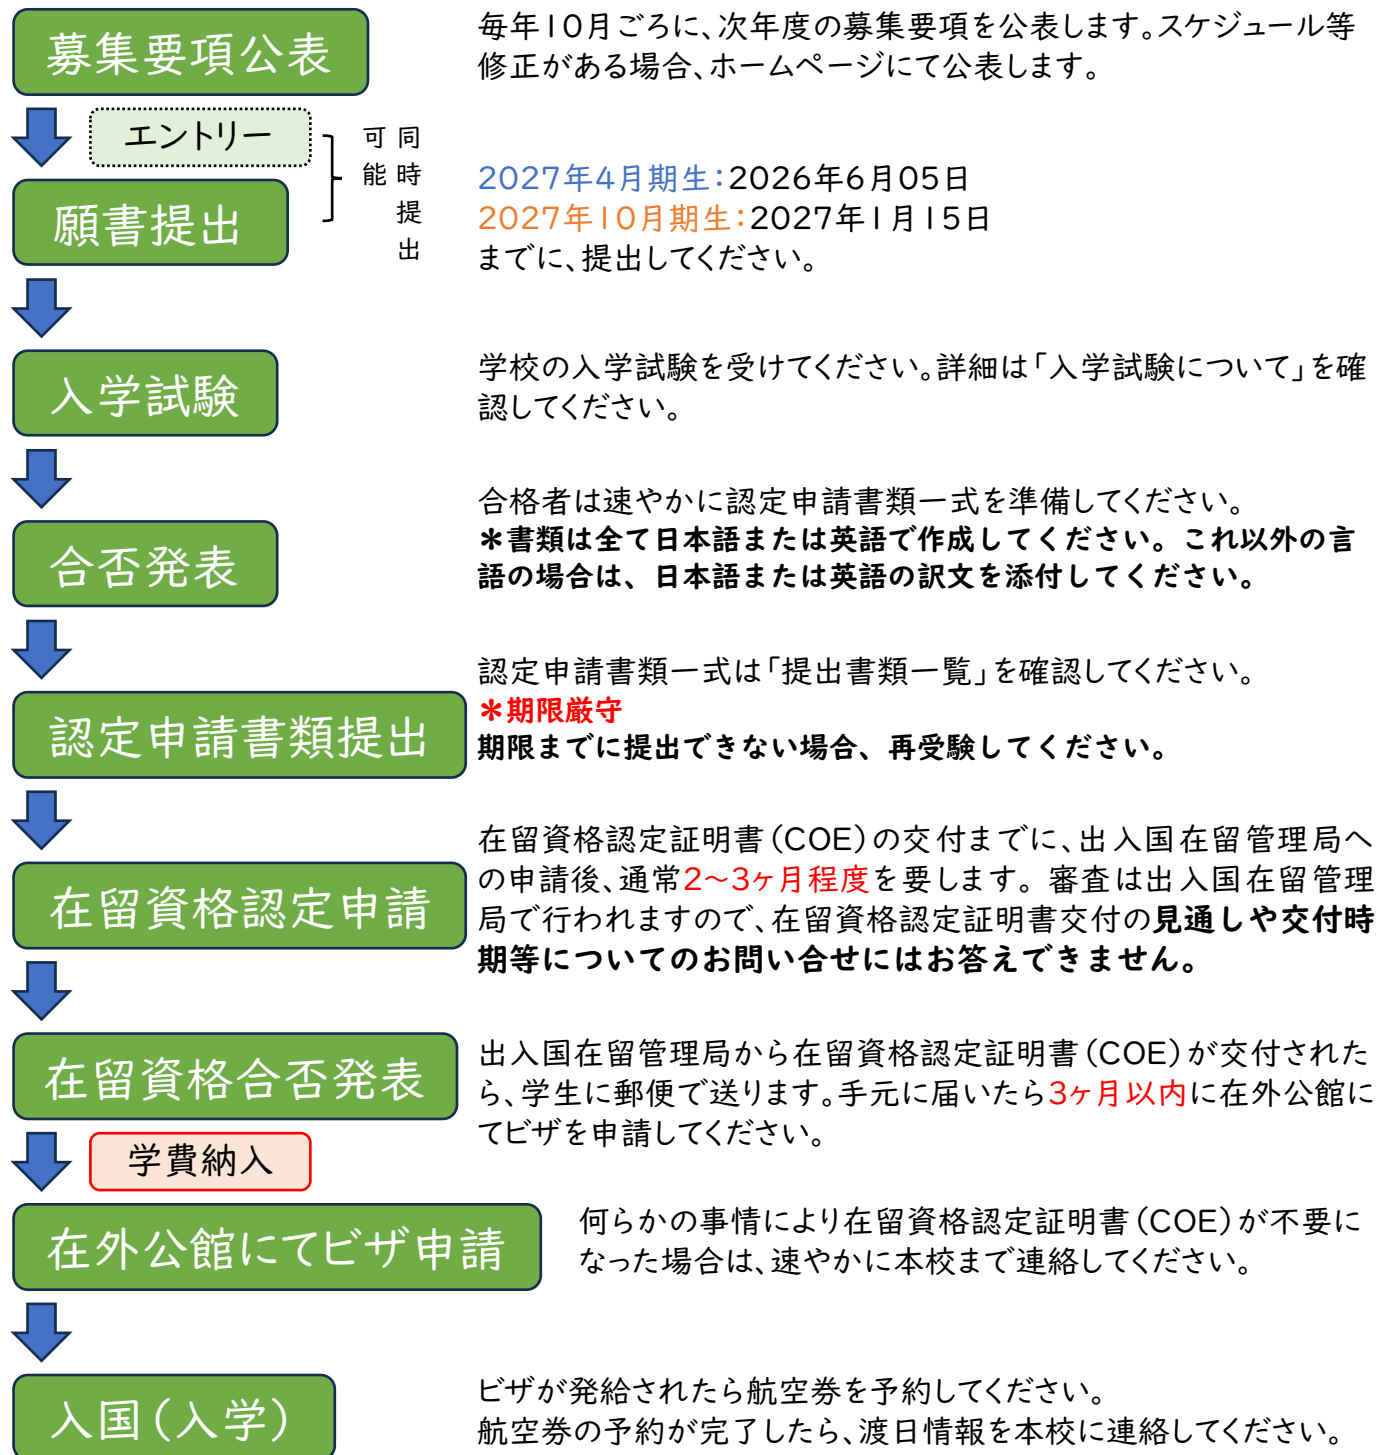 募集要項公表
毎年10月ごろに、次年度の募集要項を公表します。スケジュール等
修正がある場合、ホームページにて公表します。
エントリー
同時提出
可能
願書提出
2027年4月期生：2026年6月05日
2027年10月期生：2027年1月15日
までに、提出してください。
入学試験
学校の入学試験を受けてください。詳細は「入学試験について」を確
認してください。
合否発表
合格者は速やかに認定申請書類一式を準備してください。
＊書類は全て日本語または英語で作成してください。これ以外の言
語の場合は、日本語または英語の訳文を添付してください。
認定申請書類提出
認定申請書類一式は「提出書類一覧」を確認してください。
＊期限厳守
期限までに提出できない場合、再受験してください。
在留資格認定申請
在留資格認定証明書（COE）の交付までに、出入国在留管理局へ
の申請後、通常2～3ヶ月程度を要します。審査は出入国在留管理
局で行われますので、在留資格認定証明書交付の見通しや交付時
期等についてのお問い合せにはお答えできません。
在留資格合否発表
出入国在留管理局から在留資格認定証明書（COE）が交付された
ら、学生に郵便で送ります。手元に届いたら3ヶ月以内に在外公館に
てビザを申請してください。
学費納入
在外公館にてビザ申請
何らかの事情により在留資格認定証明書（COE）が不要に
なった場合は、速やかに本校まで連絡してください。
入国（入学）
ビザが発給されたら航空券を予約してください。
航空券の予約が完了したら、渡日情報を本校に連絡してください。